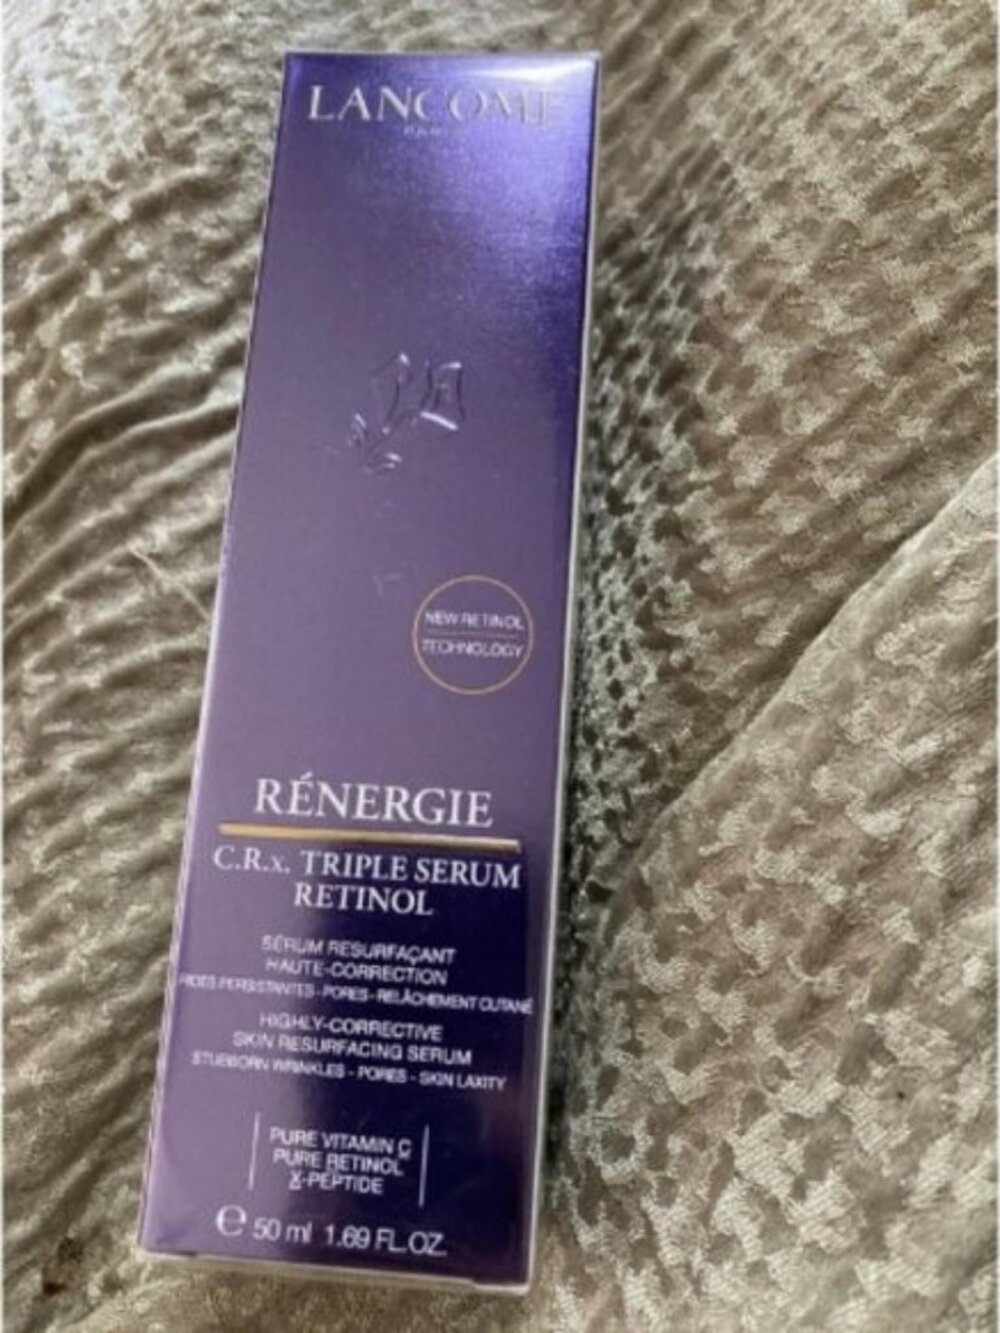 LANCOME
PARIS
NEW RETINOL
TECHNOLOGY
RÉNERGIE
C.R.x. TRIPLE SERUM
RETINOL
SÉRUM RESURFAÇANT
HAUTE-CORRECTION
RIDES PERSISTANTES - PORES - RELÂCHEMENT CUTANÉ
HIGHLY-CORRECTIVE
SKIN RESURFACING SERUM
STUBBORN WRINKLES - PORES - SKIN LAXITY
PURE VITAMIN C
PURE RETINOL
X-PEPTIDE
e 50 ml 1.69 FL.OZ.